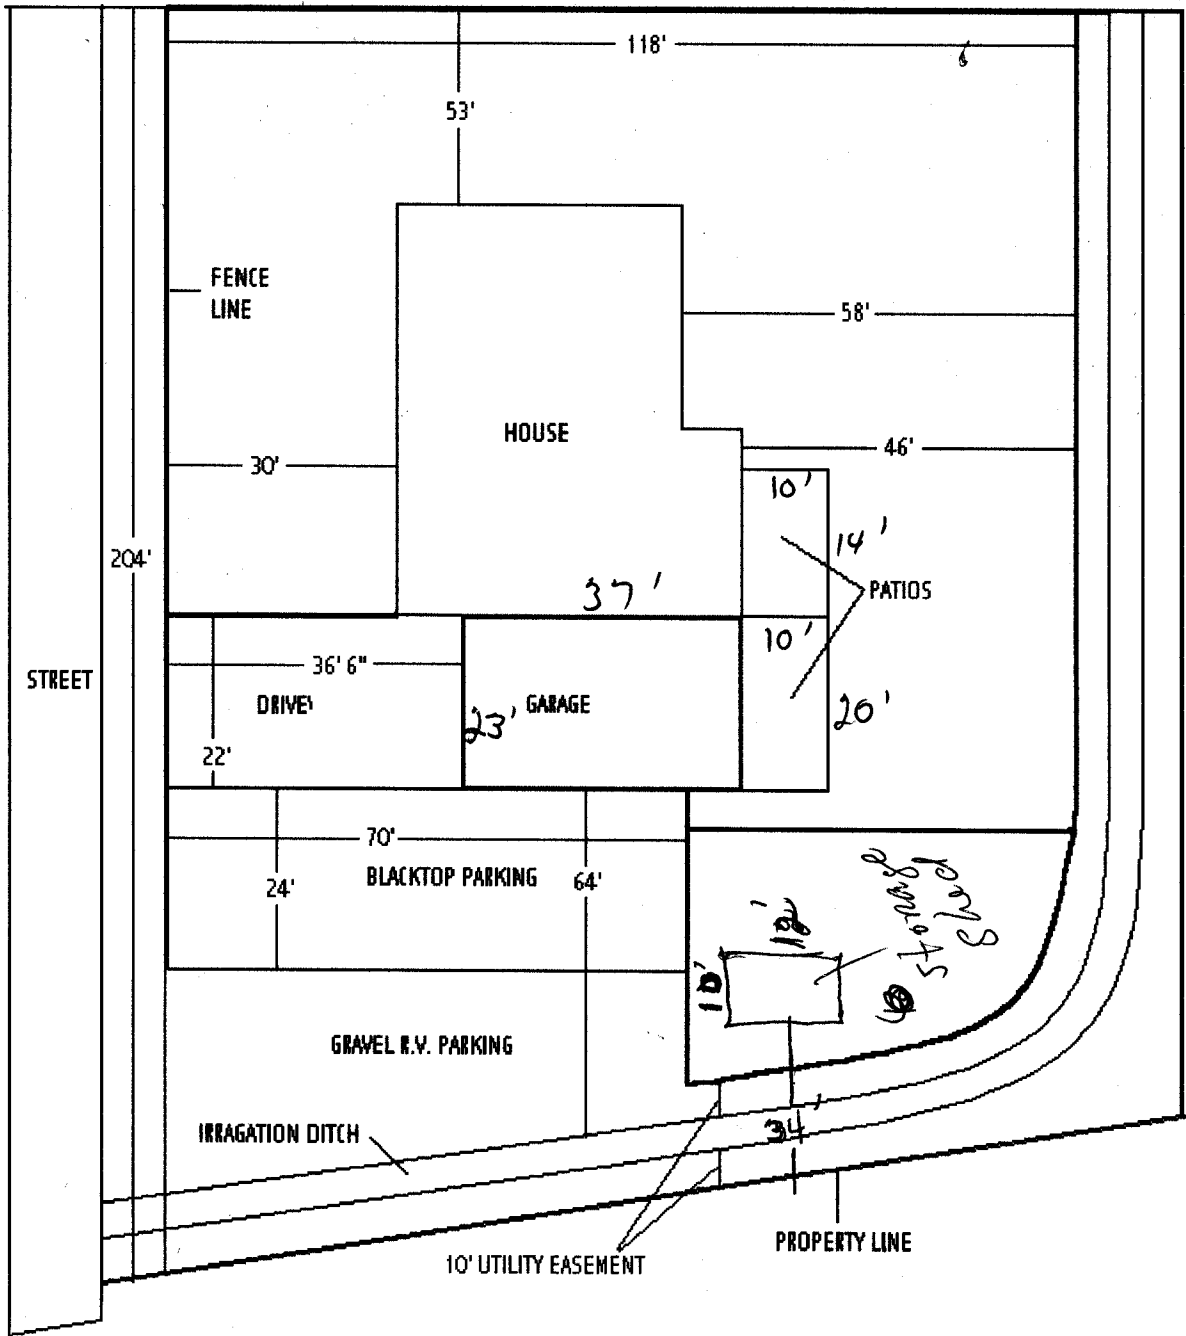 118'
53'
FENCE
LINE
58'
HOUSE
46'
30'
10'
14'
204'
37'
PATIOS
10'
36' 6"
STREET
DRIVE
GARAGE
23'
20'
22'
70'
BLACKTOP PARKING
24'
64'
Storage
Shed
12'
10'
GRAVEL R.V. PARKING
34'
IRRAGATION DITCH
PROPERTY LINE
10' UTILITY EASEMENT